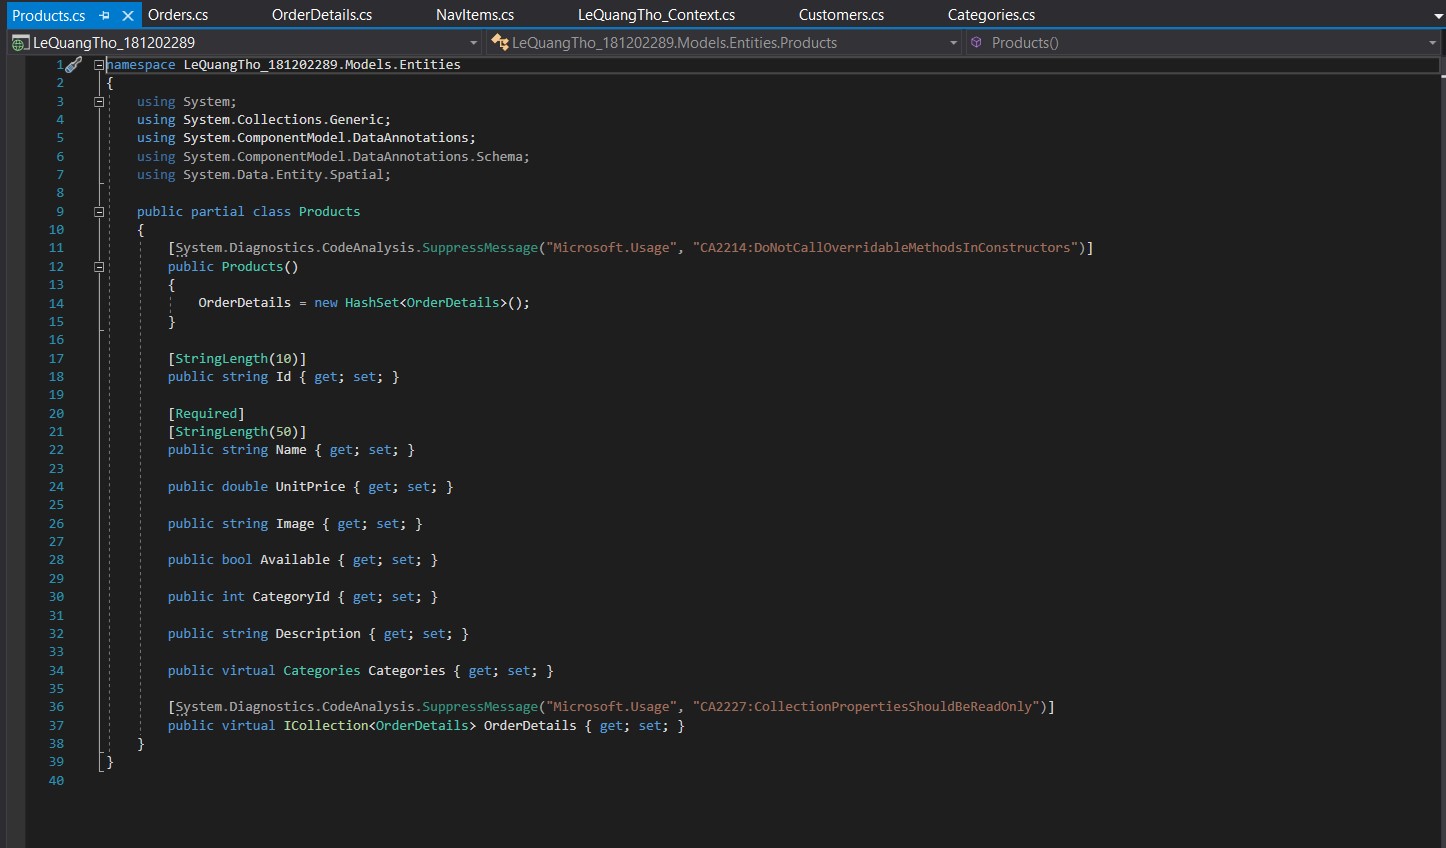 Products.cs
Orders.cs
OrderDetails.cs
NavItems.cs
LeQuangTho_Context.cs
Customers.cs
Categories.cs
LeQuangTho_181202289
LeQuangTho_181202289.Models.Entities.Products
Products()
1 namespace LeQuangTho_181202289.Models.Entities
2 {
3 using System;
4 using System.Collections.Generic;
5 using System.ComponentModel.DataAnnotations;
6 using System.ComponentModel.DataAnnotations.Schema;
7 using System.Data.Entity.Spatial;
8
9 public partial class Products
10 {
11 [System.Diagnostics.CodeAnalysis.SuppressMessage("Microsoft.Usage", "CA2214:DoNotCallOverridableMethodsInConstructors")]
12 public Products()
13 {
14 OrderDetails = new HashSet<OrderDetails>();
15 }
16
17 [StringLength(10)]
18 public string Id { get; set; }
19
20 [Required]
21 [StringLength(50)]
22 public string Name { get; set; }
23
24 public double UnitPrice { get; set; }
25
26 public string Image { get; set; }
27
28 public bool Available { get; set; }
29
30 public int CategoryId { get; set; }
31
32 public string Description { get; set; }
33
34 public virtual Categories Categories { get; set; }
35
36 [System.Diagnostics.CodeAnalysis.SuppressMessage("Microsoft.Usage", "CA2227:CollectionPropertiesShouldBeReadOnly")]
37 public virtual ICollection<OrderDetails> OrderDetails { get; set; }
38 }
39 }
40